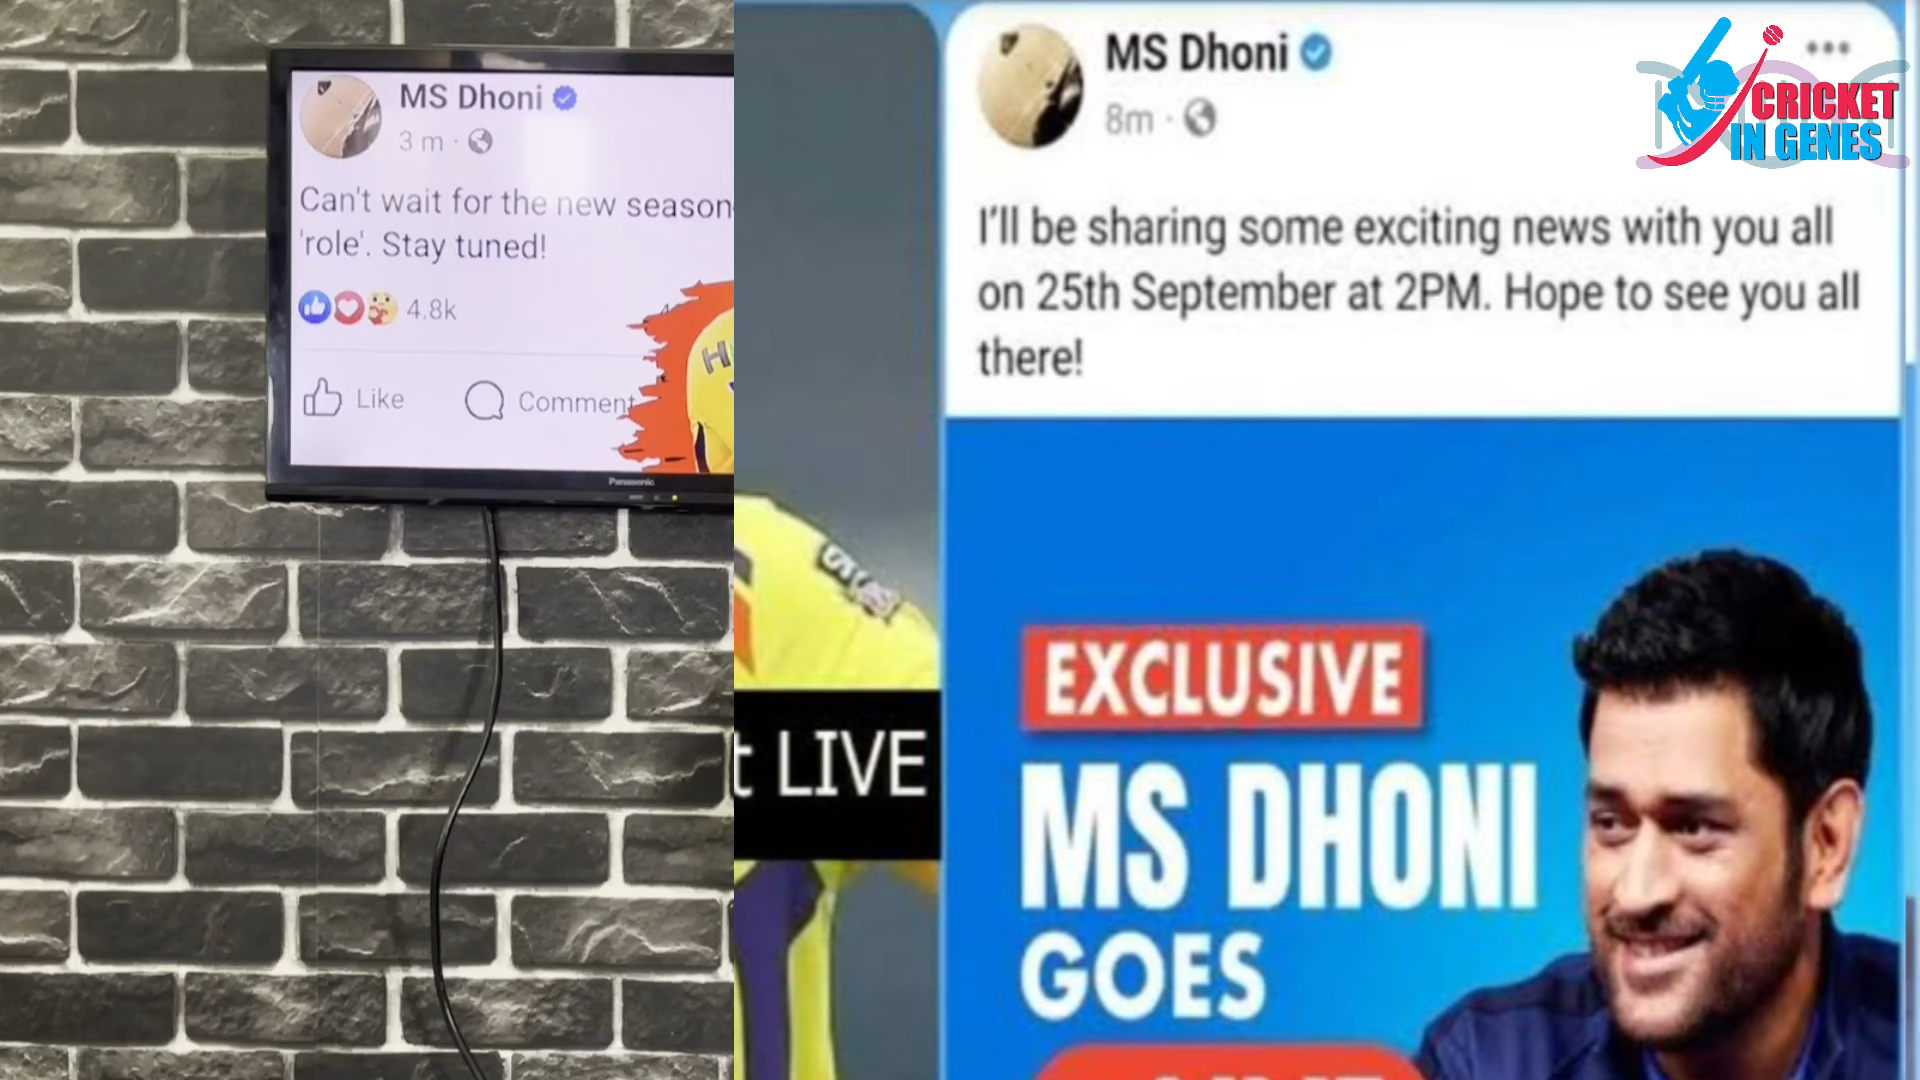 MS Dhoni
3 m ·
Can't wait for the new season
'role'. Stay tuned!
4.8k
Like
Comment
Panasonic
t LIVE
MS Dhoni
8m ·
I'll be sharing some exciting news with you all
on 25th September at 2PM. Hope to see you all
there!
EXCLUSIVE
MS DHONI
GOES
CRICKET
IN GENES